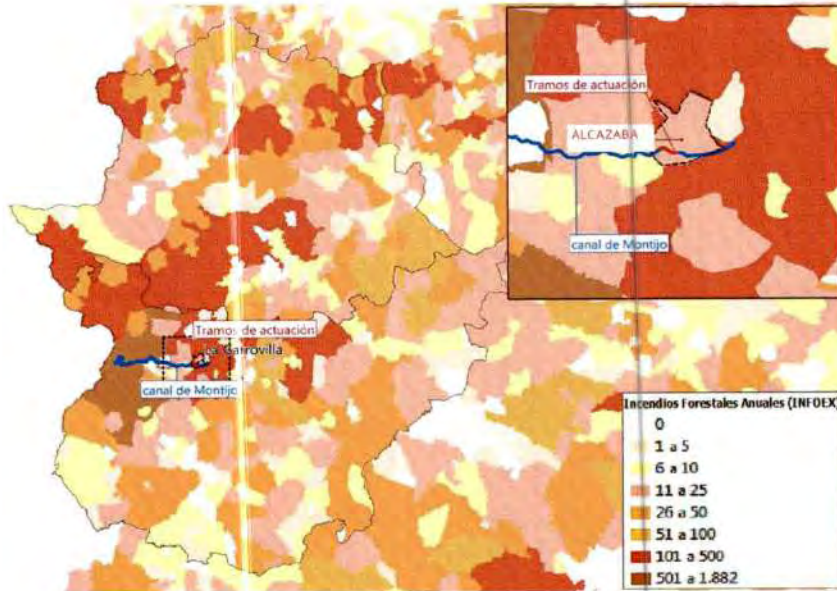 Tramos de actuación
ALCAZABA
canal de Montijo
Tramos de actuación
La Garrovilla
canal de Montijo
Incendios Forestales Anuales (INFOEX)
0
1 a 5
6 a 10
11 a 25
26 a 50
51 a 100
101 a 500
501 a 1.882